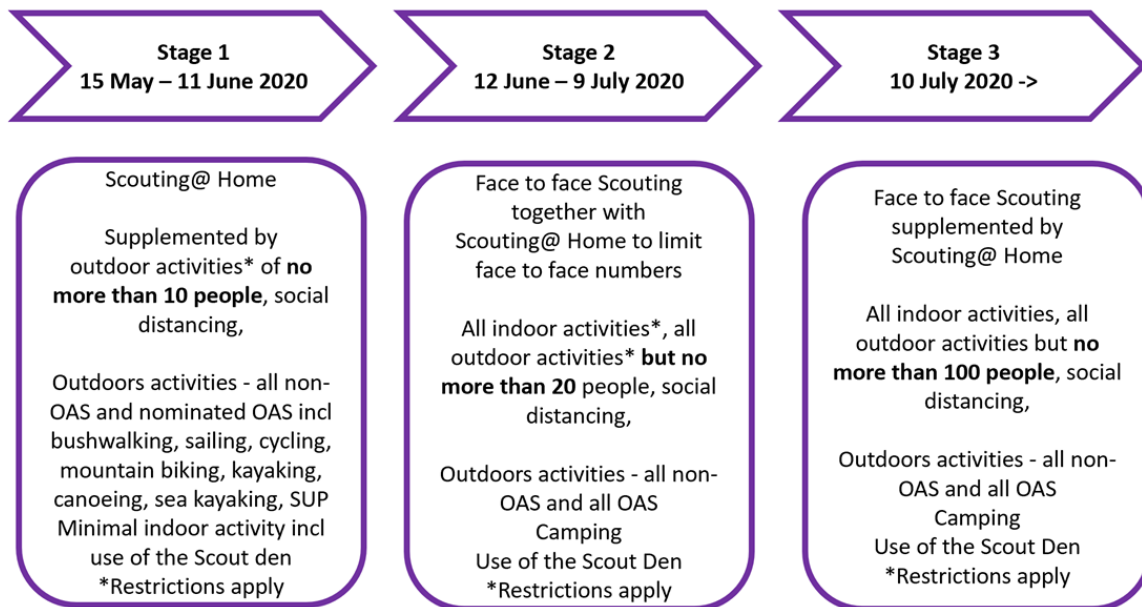 Stage 1
15 May – 11 June 2020
Stage 2
12 June – 9 July 2020
Stage 3
10 July 2020 ->
Scouting@ Home
Supplemented by
outdoor activities* of no
more than 10 people, social
distancing,
Outdoors activities - all non-
OAS and nominated OAS incl
bushwalking, sailing, cycling,
mountain biking, kayaking,
canoeing, sea kayaking, SUP
Minimal indoor activity incl
use of the Scout den
*Restrictions apply
Face to face Scouting
together with
Scouting@ Home to limit
face to face numbers
All indoor activities*, all
outdoor activities* but no
more than 20 people, social
distancing,
Outdoors activities - all non-
OAS and all OAS
Camping
Use of the Scout Den
*Restrictions apply
Face to face Scouting
supplemented by
Scouting@ Home
All indoor activities, all
outdoor activities but no
more than 100 people, social
distancing,
Outdoors activities - all non-
OAS and all OAS
Camping
Use of the Scout Den
*Restrictions apply